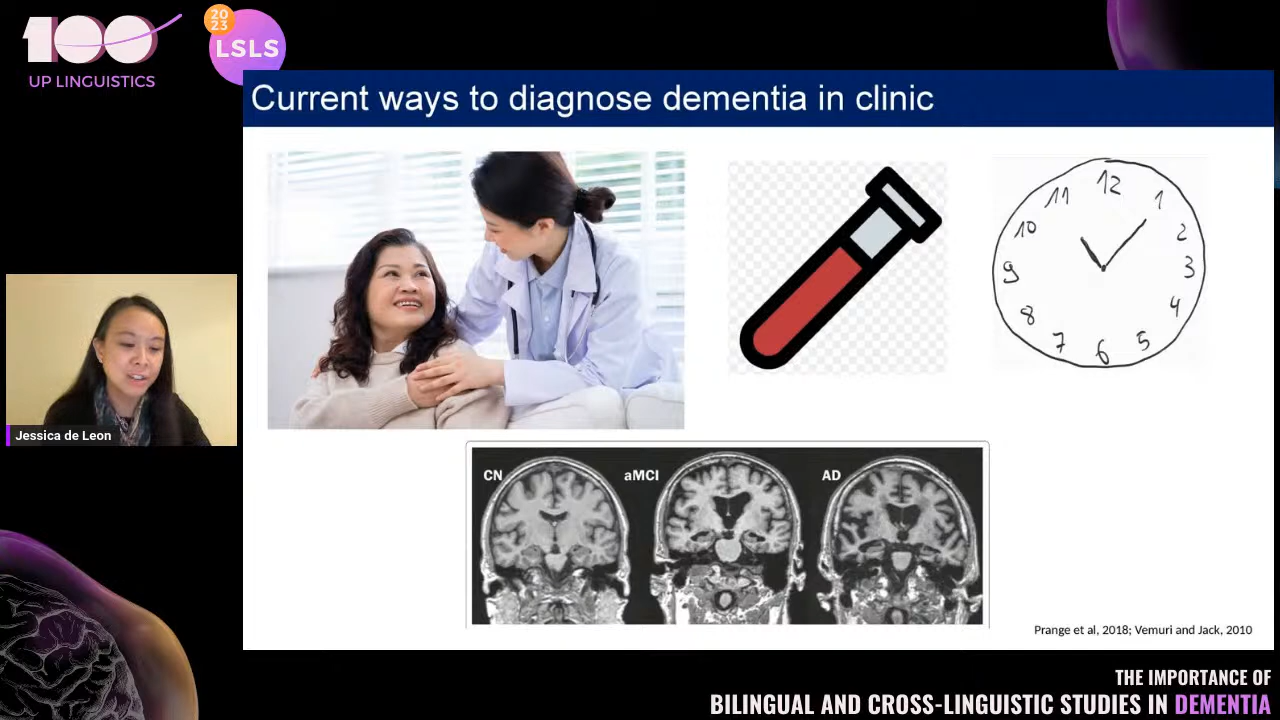 100
UP LINGUISTICS
20
23
LSLS
Current ways to diagnose dementia in clinic
12
11
1
10
2
9
3
8
4
7
5
6
Jessica de Leon
CN
aMCI
AD
Prange et al, 2018; Vemuri and Jack, 2010
THE IMPORTANCE OF
BILINGUAL AND CROSS-LINGUISTIC STUDIES IN DEMENTIA